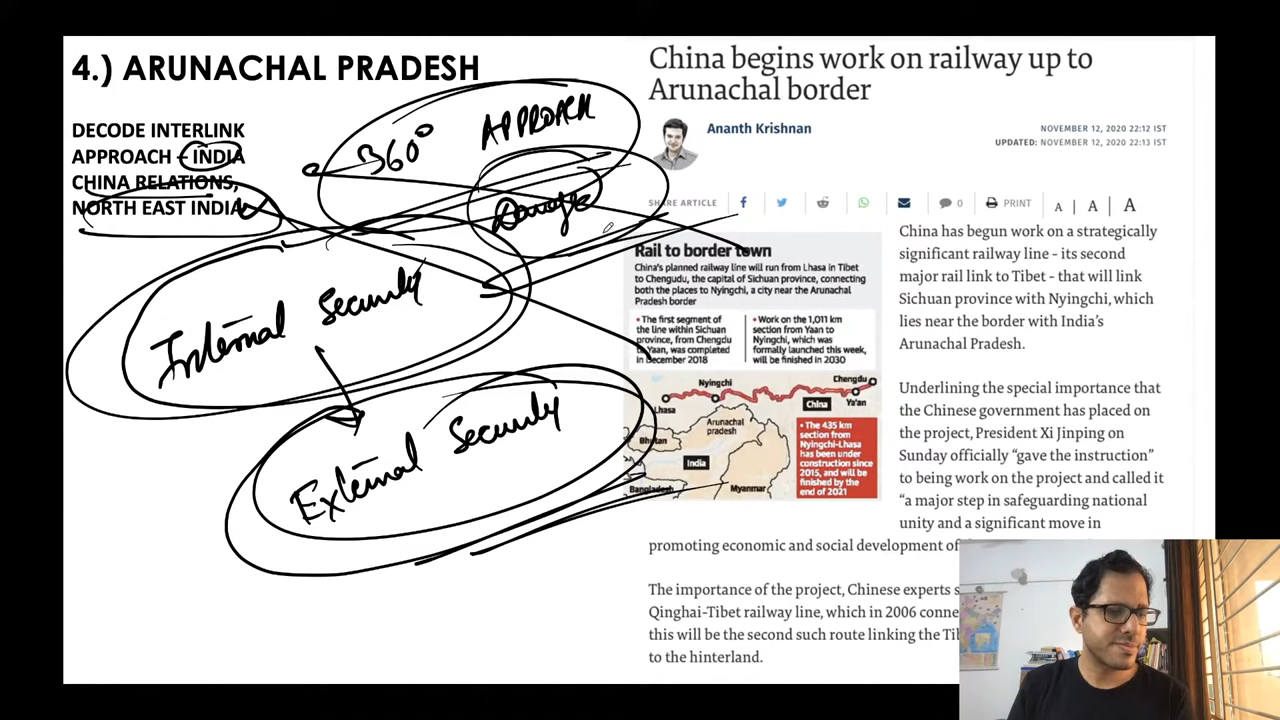 4.) ARUNACHAL PRADESH
DECODE INTERLINK
APPROACH – INDIA
CHINA RELATIONS,
NORTH EAST INDIA
360° APPROACH
Internal Security
External Security
China begins work on railway up to
Arunachal border
Ananth Krishnan
NOVEMBER 12, 2020 22:12 IST
UPDATED: NOVEMBER 12, 2020 22:13 IST
SHARE ARTICLE
0
PRINT
A | A | A
Rail to border town
China's planned railway line will run from Lhasa in Tibet
to Chengudu, the capital of Sichuan province, connecting
both the places to Nyingchi, a city near the Arunachal
Pradesh border
• The first segment of
the line within Sichuan
province, from Chengdu
to Yaan, was completed
in December 2018
• Work on the 1,011 km
section from Yaan to
Nyingchi, which was
formally launched this week,
will be finished in 2030
Nyingchi
Chengdu
Lhasa
China
Ya'an
Arunachal
pradesh
Bhutan
India
Bangladesh
Myanmar
• The 435 km
section from
Nyingchi-Lhasa
has been under
construction since
2015, and will be
finished by the
end of 2021
China has begun work on a strategically
significant railway line - its second
major rail link to Tibet - that will link
Sichuan province with Nyingchi, which
lies near the border with India's
Arunachal Pradesh.
Underlining the special importance that
the Chinese government has placed on
the project, President Xi Jinping on
Sunday officially “gave the instruction”
to being work on the project and called it
“a major step in safeguarding national
unity and a significant move in
promoting economic and social development of
The importance of the project, Chinese experts
Qinghai-Tibet railway line, which in 2006
this will be the second such route linking the
to the hinterland.